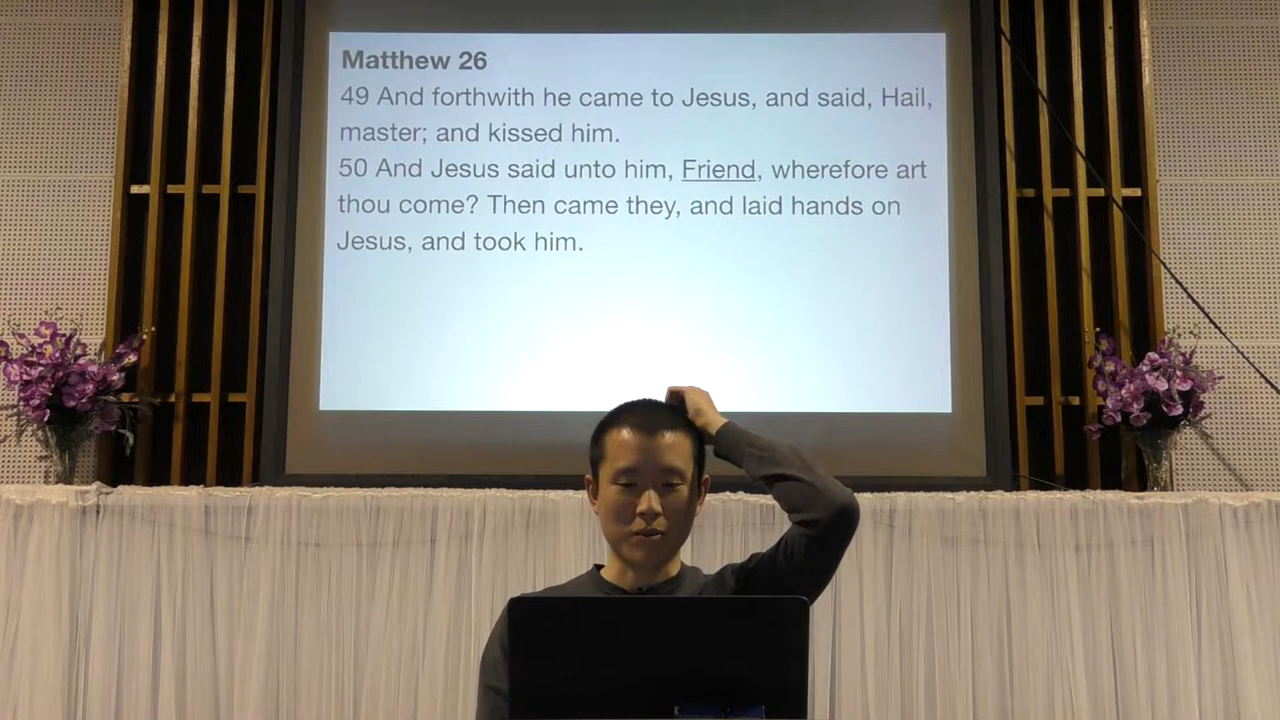 Matthew 26
49 And forthwith he came to Jesus, and said, Hail,
master; and kissed him.
50 And Jesus said unto him, Friend, wherefore art
thou come? Then came they, and laid hands on
Jesus, and took him.